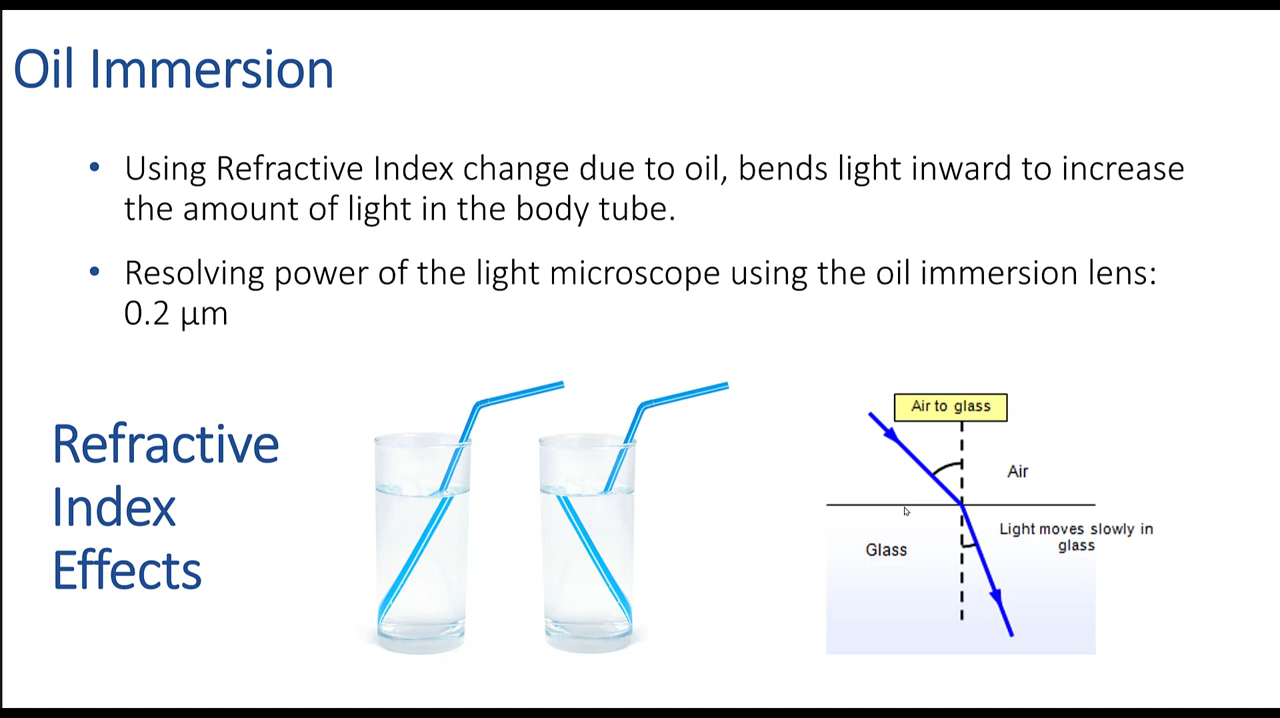 Oil Immersion
• Using Refractive Index change due to oil, bends light inward to increase
the amount of light in the body tube.
• Resolving power of the light microscope using the oil immersion lens:
0.2 µm
Refractive
Index
Effects
Air to glass
Air
Light moves slowly in
glass
Glass